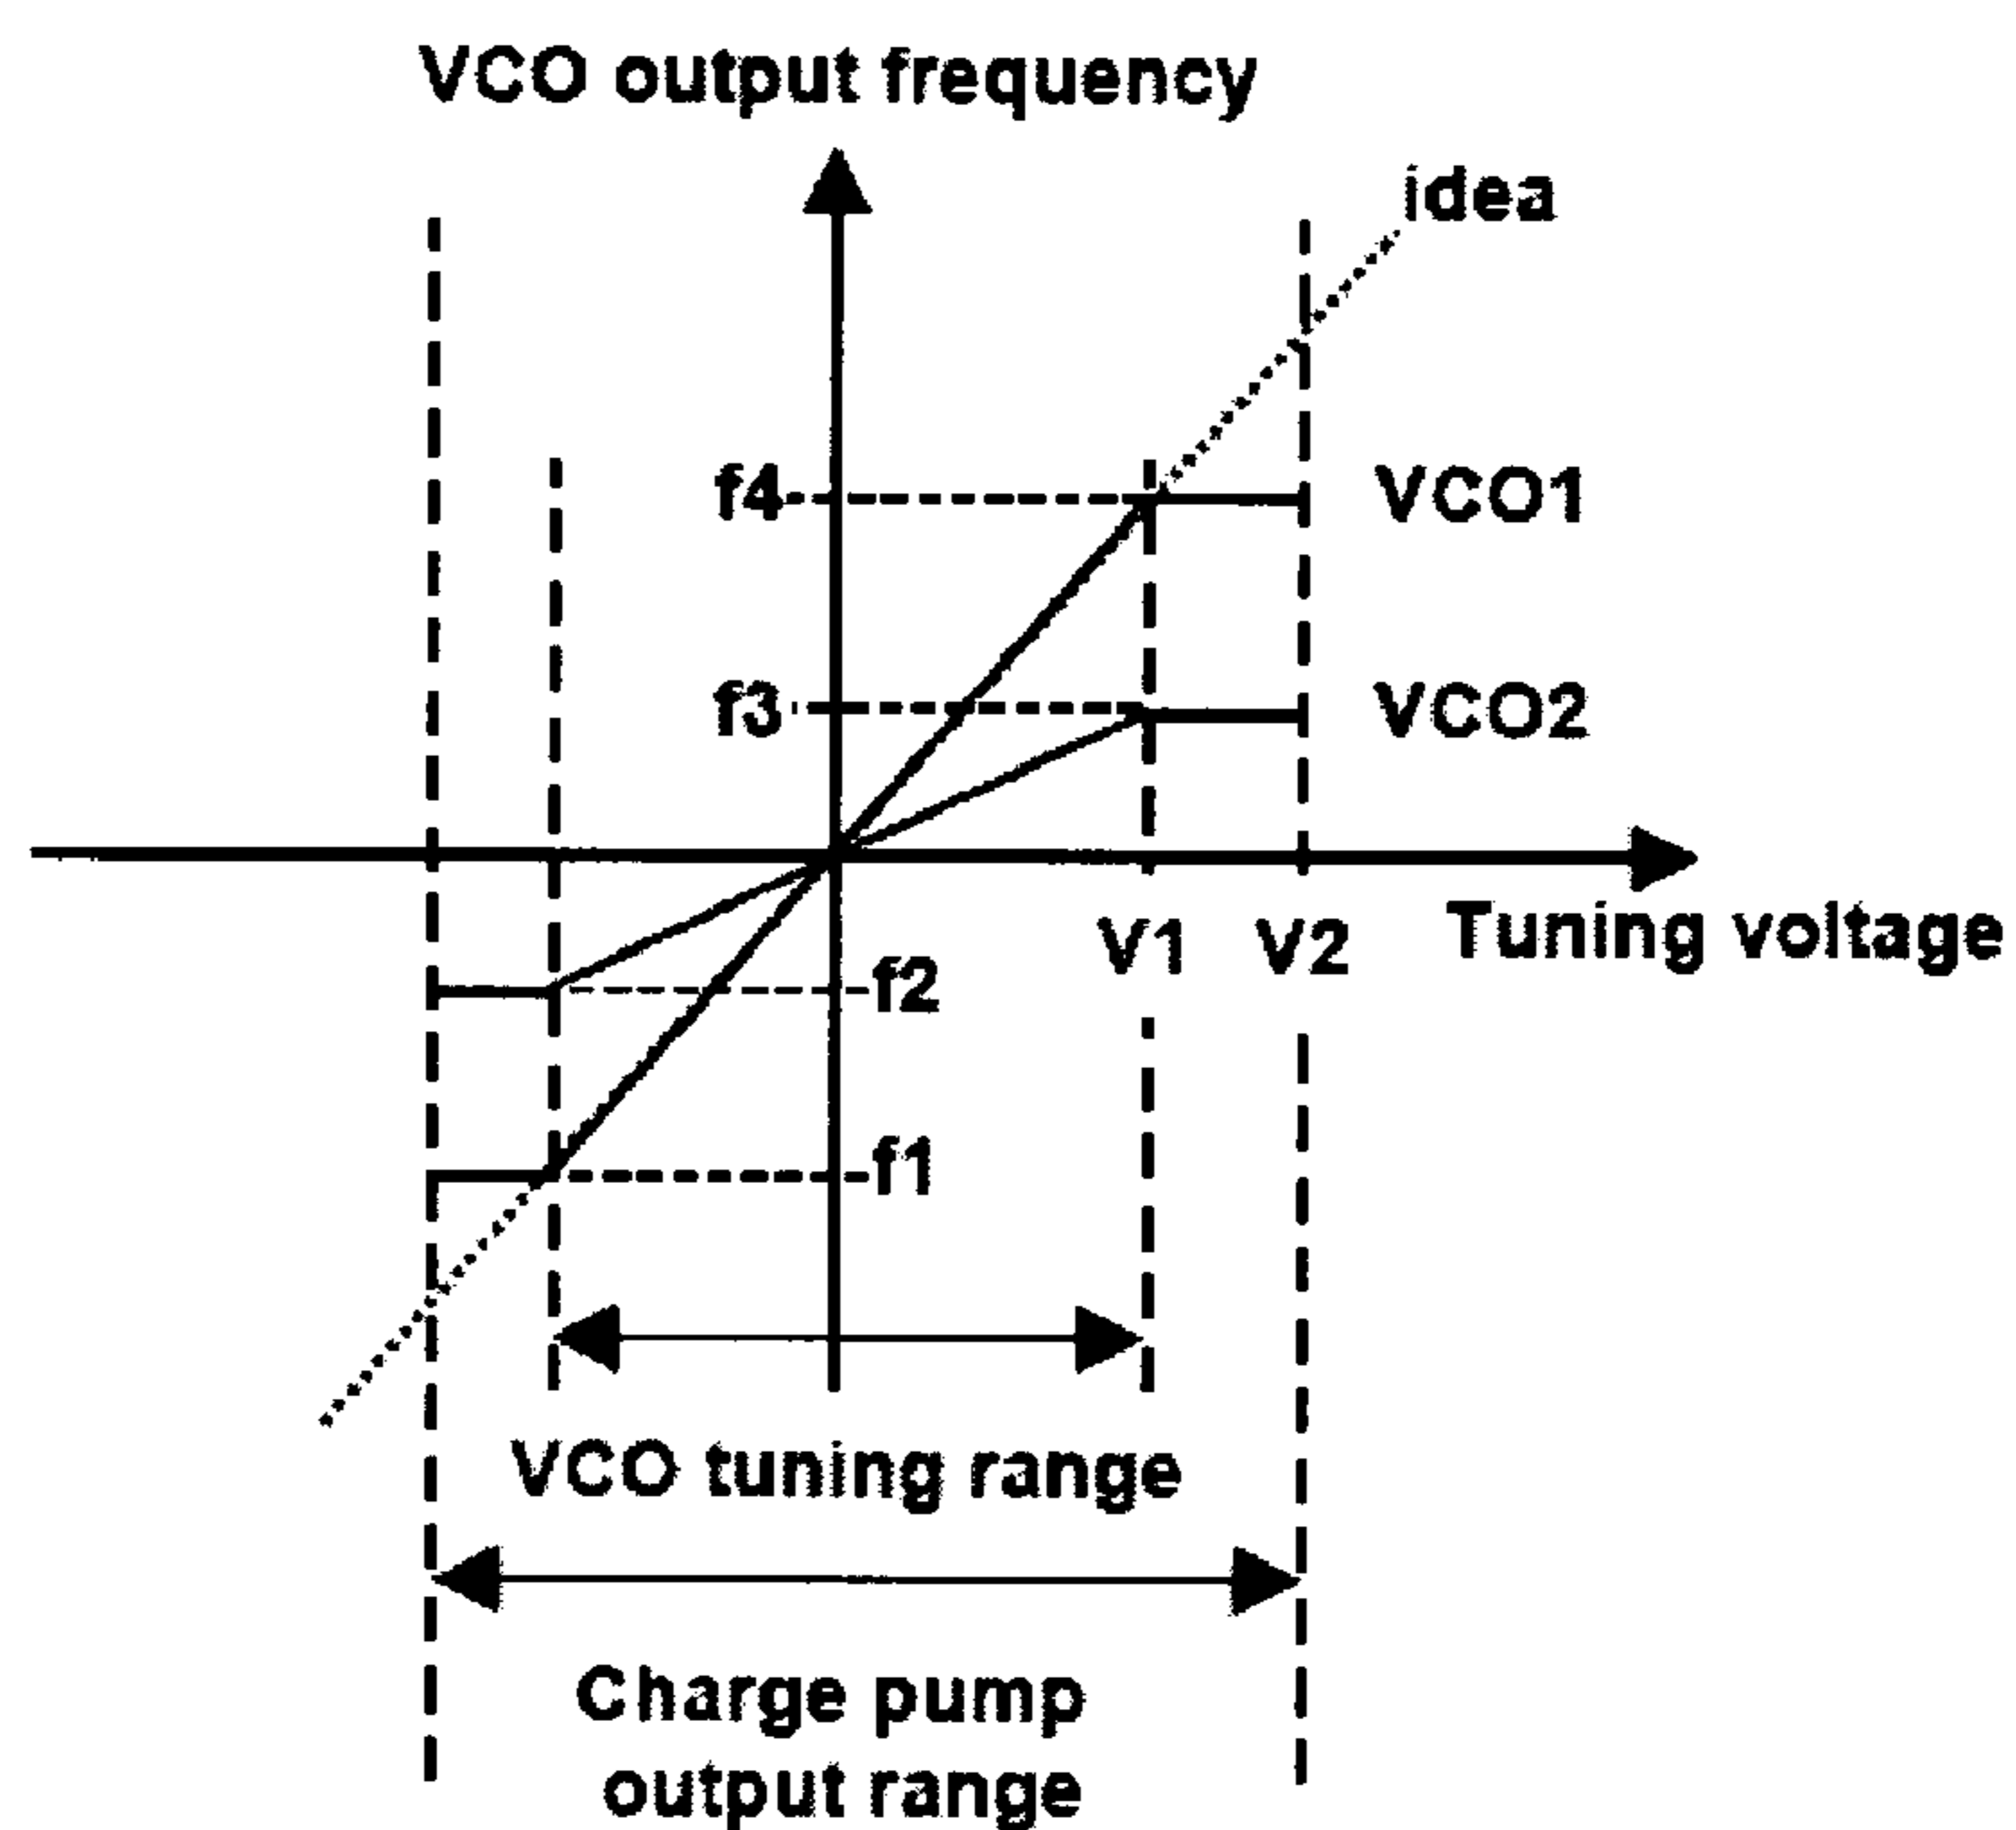 VCO output frequency
idea
f4
VCO1
f3
VCO2
V1
V2
Tuning voltage
f2
f1
VCO tuning range
Charge pump
output range